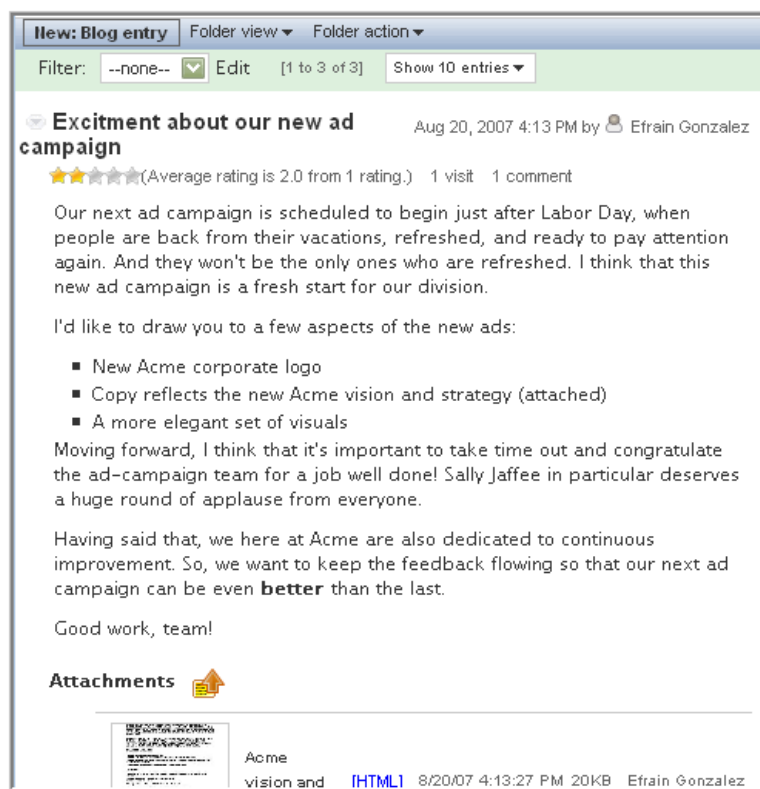 New: Blog entry Folder view Folder action
Filter: --none-- Edit [1 to 3 of 3] Show 10 entries
Excitment about our new ad Aug 20, 2007 4:13 PM by Efrain Gonzalez
campaign
(Average rating is 2.0 from 1 rating.) 1 visit 1 comment
Our next ad campaign is scheduled to begin just after Labor Day, when
people are back from their vacations, refreshed, and ready to pay attention
again. And they won't be the only ones who are refreshed. I think that this
new ad campaign is a fresh start for our division.
I'd like to draw you to a few aspects of the new ads:
New Acme corporate logo
Copy reflects the new Acme vision and strategy (attached)
A more elegant set of visuals
Moving forward, I think that it's important to take time out and congratulate
the ad-campaign team for a job well done! Sally Jaffee in particular deserves
a huge round of applause from everyone.
Having said that, we here at Acme are also dedicated to continuous
improvement. So, we want to keep the feedback flowing so that our next ad
campaign can be even better than the last.
Good work, team!
Attachments
Acme
vision and [HTML] 8/20/07 4:13:27 PM 20KB Efrain Gonzalez